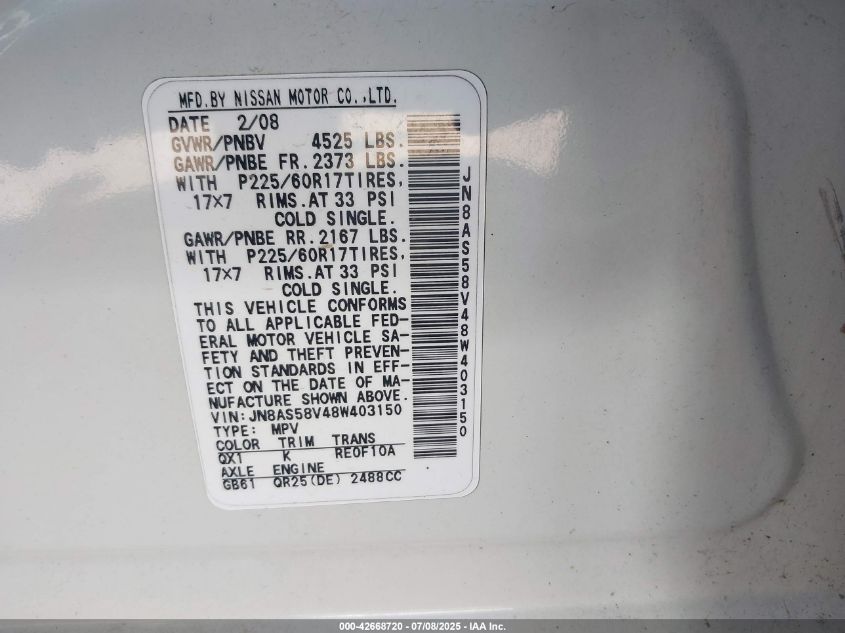 MFD.BY NISSAN MOTOR CO.,LTD.
DATE 2/08
GVWR/PNBV 4525 LBS.
GAWR/PNBE FR. 2373 LBS.
WITH P225/60R17TIRES,
17×7 RIMS.AT 33 PSI
COLD SINGLE.
GAWR/PNBE RR. 2167 LBS.
WITH P225/60R17TIRES,
17×7 RIMS.AT 33 PSI
COLD SINGLE.
THIS VEHICLE CONFORMS
TO ALL APPLICABLE FED-
ERAL MOTOR VEHICLE SA-
FETY AND THEFT PREVEN-
TION STANDARDS IN EFF-
ECT ON THE DATE OF MA-
NUFACTURE SHOWN ABOVE.
VIN: JN8AS58V48W403150
TYPE: MPV
COLOR TRIM TRANS
QX1 K RE0F10A
AXLE ENGINE
GB61 QR25(DE) 2488CC
JN8AS58V48W403150
000-42668720 - 07/08/2025 - IAA Inc.